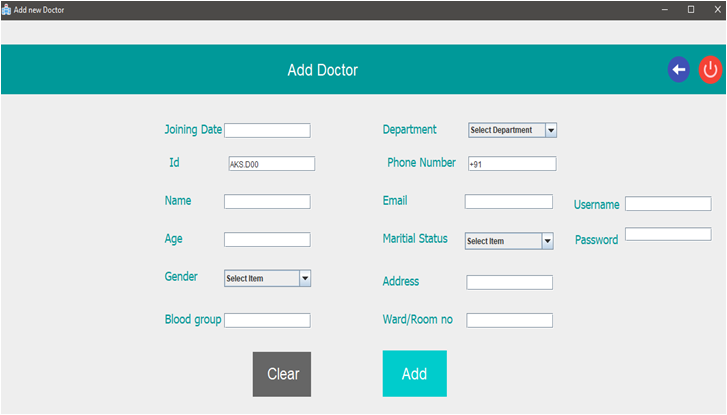 Add new Doctor
Add Doctor
Joining Date
Department Select Department
Id AKS.D00
Phone Number +91
Name
Email
Username
Age
Maritial Status Select Item
Password
Gender Select Item
Address
Blood group
Ward/Room no
Clear
Add